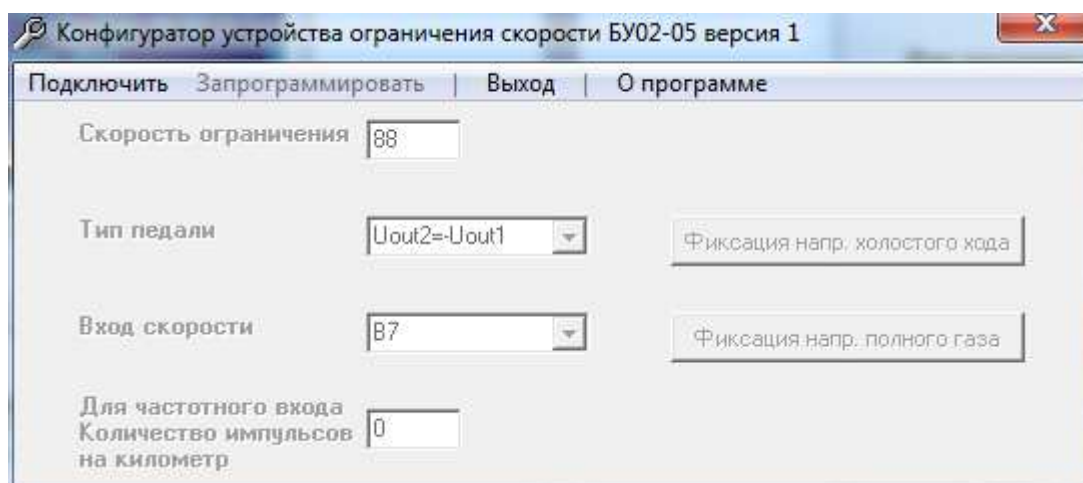 Конфигуратор устройства ограничения скорости БУ02-05 версия 1
Подключить Запрограммировать | Выход | О программе
Скорость ограничения 88
Тип педали Uout2=-Uout1 Фиксация напр. холостого хода
Вход скорости B7 Фиксация напр. полного газа
Для частотного входа
Количество импульсов 0
на километр